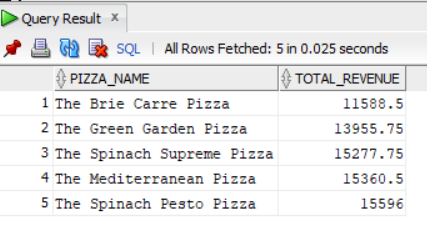 Query Result x
SQL | All Rows Fetched: 5 in 0.025 seconds
PIZZA_NAME TOTAL_REVENUE
1 The Brie Carre Pizza 11588.5
2 The Green Garden Pizza 13955.75
3 The Spinach Supreme Pizza 15277.75
4 The Mediterranean Pizza 15360.5
5 The Spinach Pesto Pizza 15596